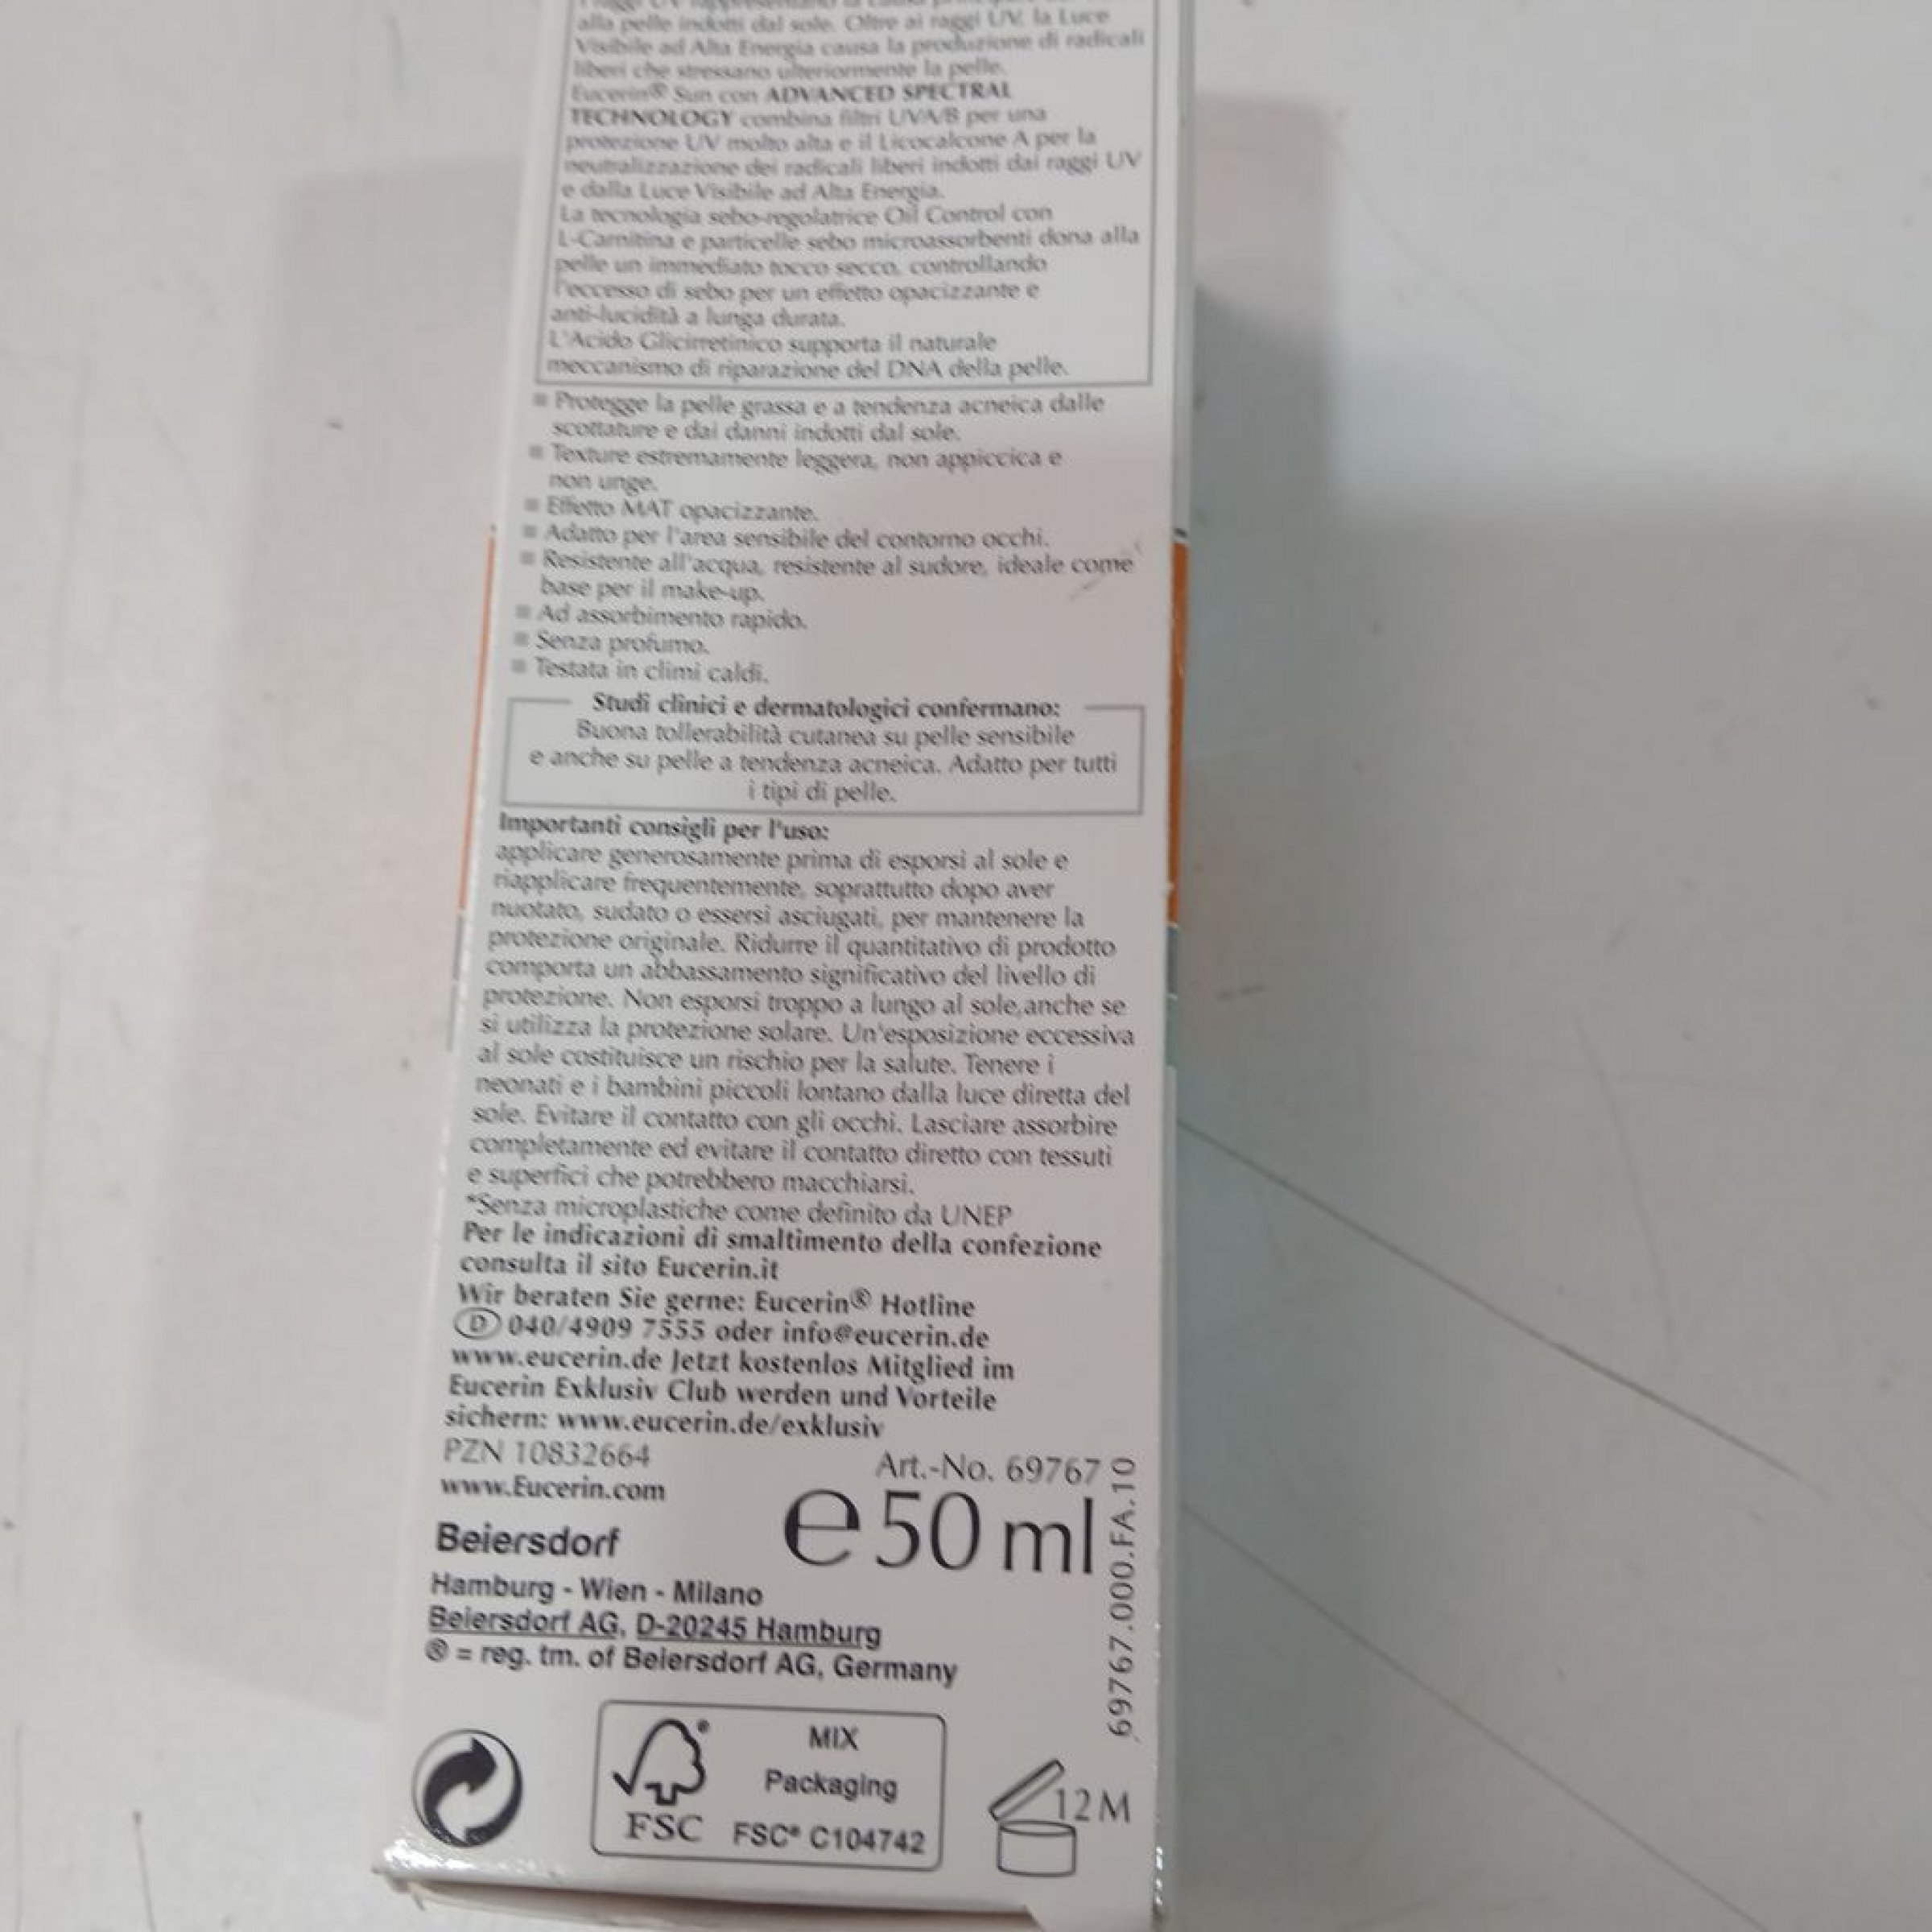 alla pelle indotti dal sole. Oltre ai raggi UV, la Luce
Visibile ad Alta Energia causa la produzione di radicali
liberi che stressano ulteriormente la pelle.
Eucerin® Sun con ADVANCED SPECTRAL
TECHNOLOGY combina filtri UVA/B per una
protezione UV molto alta e il Licocalcone A per la
neutralizzazione dei radicali liberi indotti dai raggi UV
e dalla Luce Visibile ad Alta Energia.
La tecnologia sebo-regolatrice Oil Control con
L-Carnitina e particelle sebo microassorbenti dona alla
pelle un immediato tocco secco, controllando
l'eccesso di sebo per un effetto opacizzante e
anti-lucidità a lunga durata.
L'Acido Glicirretinico supporta il naturale
meccanismo di riparazione del DNA della pelle.
▪ Protegge la pelle grassa e a tendenza acneica dalle
scottature e dai danni indotti dal sole.
▪ Texture estremamente leggera, non appiccica e
non unge.
▪ Effetto MAT opacizzante.
▪ Adatto per l'area sensibile del contorno occhi.
▪ Resistente all'acqua, resistente al sudore, ideale come
base per il make-up.
▪ Ad assorbimento rapido.
▪ Senza profumo.
▪ Testata in climi caldi.
Studi clinici e dermatologici confermano:
Buona tollerabilità cutanea su pelle sensibile
e anche su pelle a tendenza acneica. Adatto per tutti
i tipi di pelle.
Importanti consigli per l'uso:
applicare generosamente prima di esporsi al sole e
riapplicare frequentemente, soprattutto dopo aver
nuotato, sudato o essersi asciugati, per mantenere la
protezione originale. Ridurre il quantitativo di prodotto
comporta un abbassamento significativo del livello di
protezione. Non esporsi troppo a lungo al sole,anche se
si utilizza la protezione solare. Un'esposizione eccessiva
al sole costituisce un rischio per la salute. Tenere i
neonati e i bambini piccoli lontano dalla luce diretta del
sole. Evitare il contatto con gli occhi. Lasciare assorbire
completamente ed evitare il contatto diretto con tessuti
e superfici che potrebbero macchiarsi.
*Senza microplastiche come definito da UNEP
Per le indicazioni di smaltimento della confezione
consulta il sito Eucerin.it
Wir beraten Sie gerne: Eucerin® Hotline
D 040/4909 7555 oder info@eucerin.de
www.eucerin.de Jetzt kostenlos Mitglied im
Eucerin Exklusiv Club werden und Vorteile
sichern: www.eucerin.de/exklusiv
PZN 10832664
Art.-No. 69767
www.Eucerin.com
e 50 ml
69767.000.FA.10
Beiersdorf
Hamburg - Wien - Milano
Beiersdorf AG, D-20245 Hamburg
® = reg. tm. of Beiersdorf AG, Germany
MIX
Packaging
FSC FSC® C104742
12M